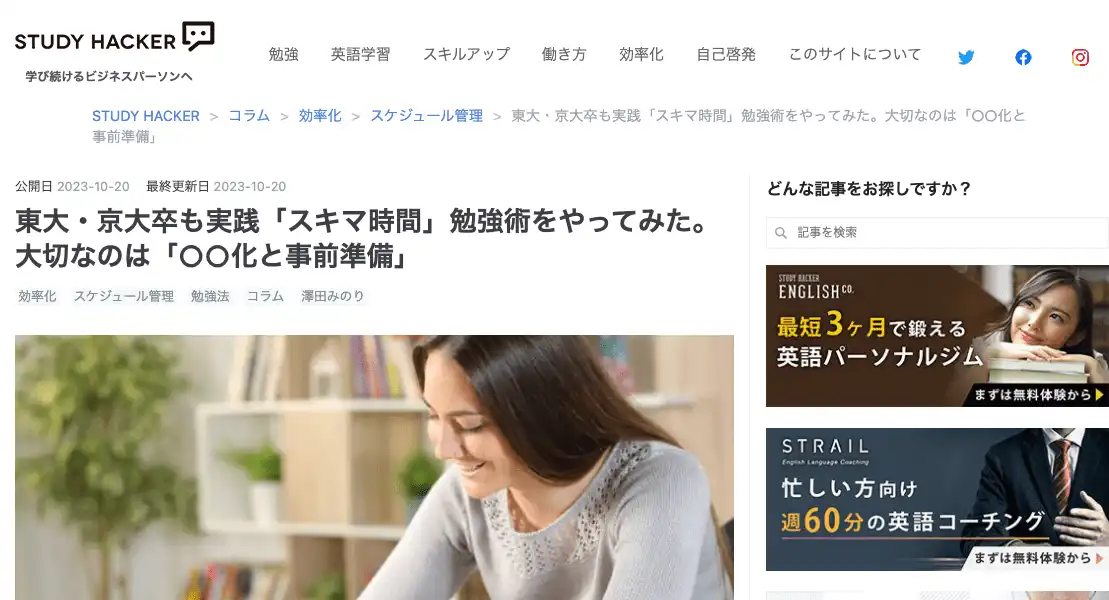 STUDY HACKER
学び続けるビジネスパーソンへ
勉強 英語学習 スキルアップ 働き方 効率化 自己啓発 このサイトについて
STUDY HACKER > コラム > 効率化 > スケジュール管理 > 東大・京大卒も実践「スキマ時間」勉強術をやってみた。大切なのは「〇〇化と
事前準備」
公開日 2023-10-20 最終更新日 2023-10-20
東大・京大卒も実践「スキマ時間」勉強術をやってみた。
大切なのは「〇〇化と事前準備」
効率化 スケジュール管理 勉強法 コラム 澤田みのり
どんな記事をお探しですか？
記事を検索
STUDY HACKER
ENGLISH CO.
最短3ヶ月で鍛える
英語パーソナルジム
まずは無料体験から
STRAIL
English Language Coaching
忙しい方向け
週60分の英語コーチング
まずは無料体験から